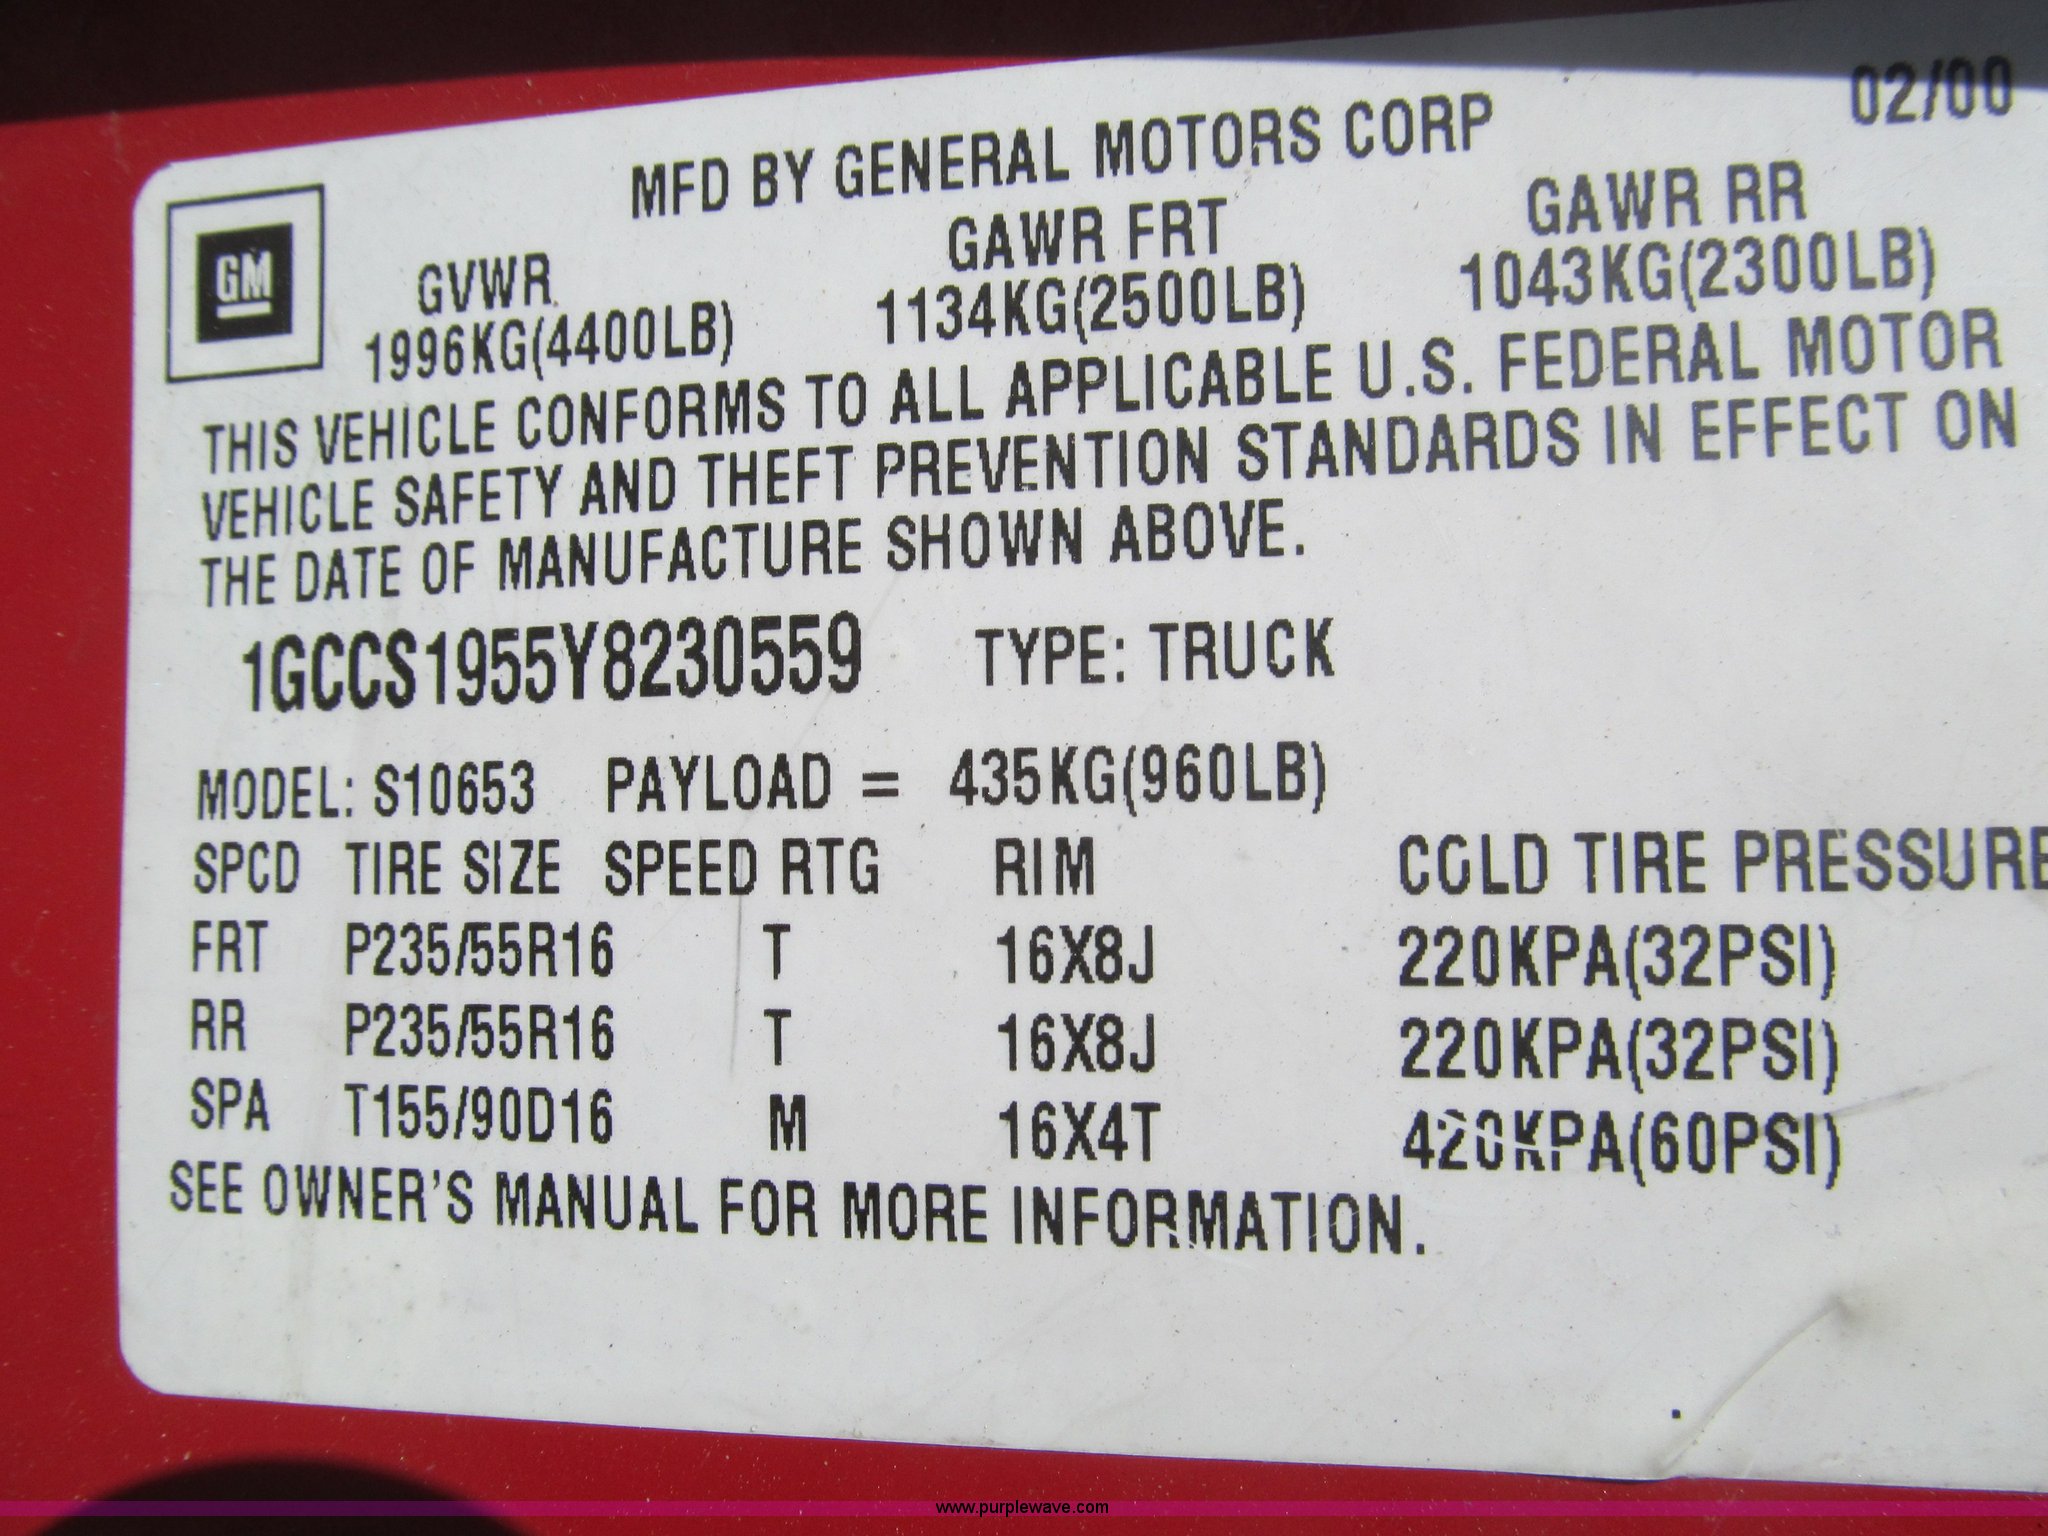 02/00
MFD BY GENERAL MOTORS CORP
GM
GVWR GAWR FRT GAWR RR
1996KG(4400LB) 1134KG(2500LB) 1043KG(2300LB)
THIS VEHICLE CONFORMS TO ALL APPLICABLE U.S. FEDERAL MOTOR
VEHICLE SAFETY AND THEFT PREVENTION STANDARDS IN EFFECT ON
THE DATE OF MANUFACTURE SHOWN ABOVE.
1GCCS1955Y8230559 TYPE: TRUCK
MODEL: S10653 PAYLOAD = 435KG(960LB)
SPCD TIRE SIZE SPEED RTG RIM COLD TIRE PRESSURE
FRT P235/55R16 T 16X8J 220KPA(32PSI)
RR P235/55R16 T 16X8J 220KPA(32PSI)
SPA T155/90D16 M 16X4T 420KPA(60PSI)
SEE OWNER'S MANUAL FOR MORE INFORMATION.
www.purplewave.com